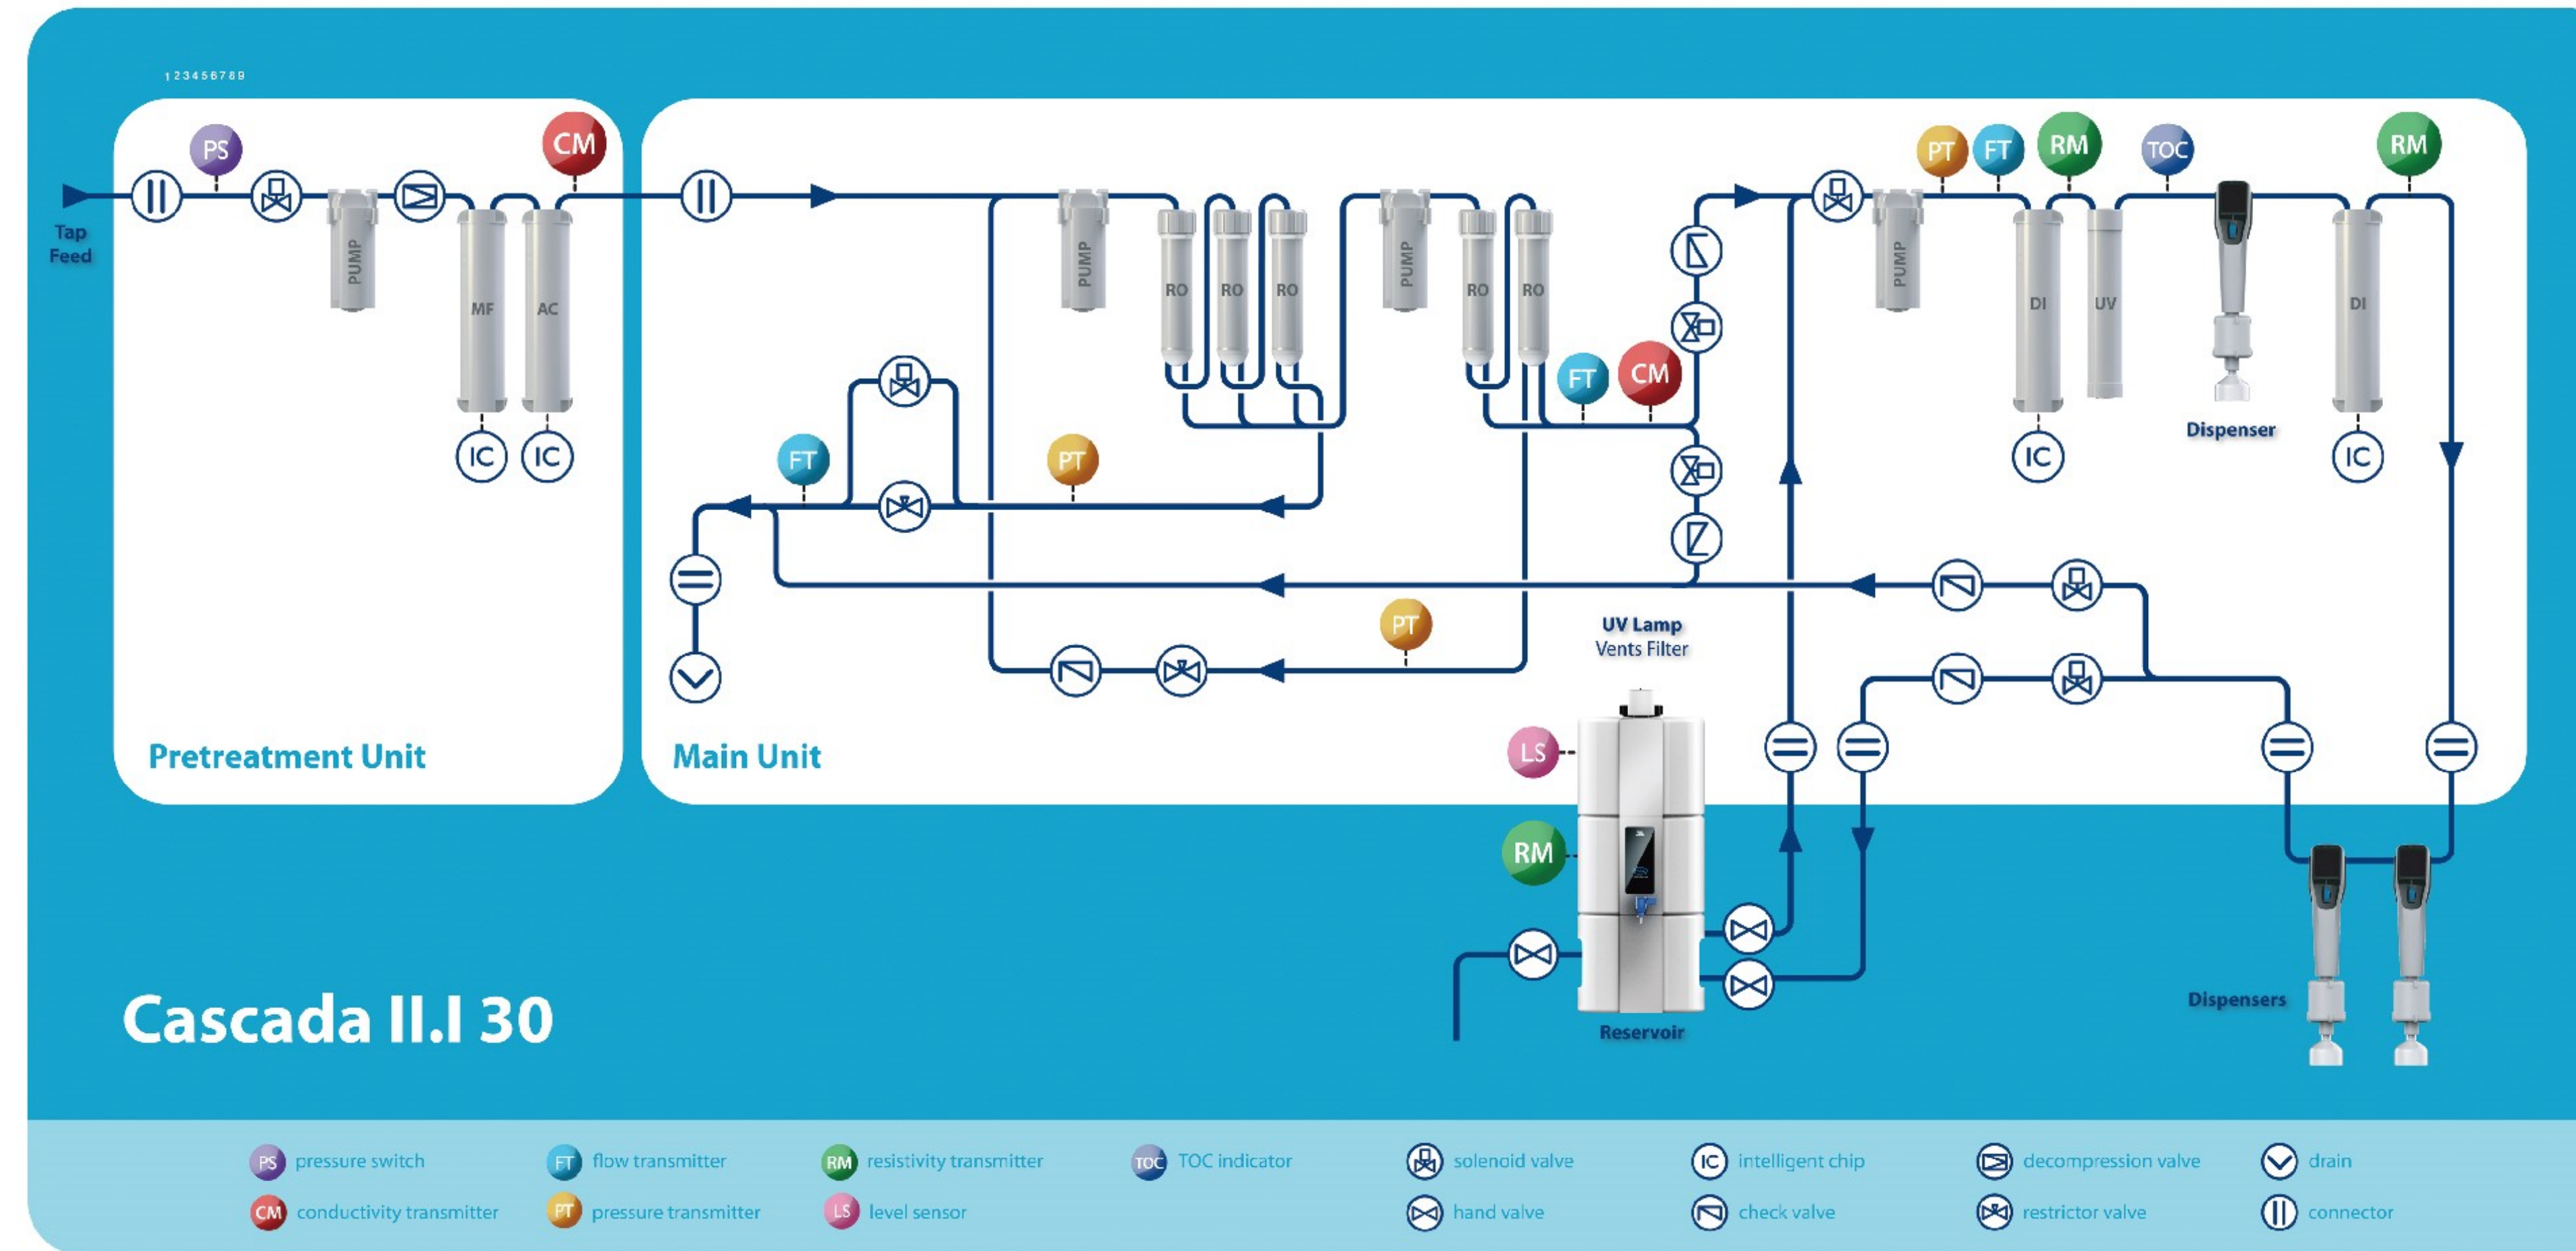 123456789
PS
CM
Tap
Feed
PUMP
MF
AC
IC
IC
Pretreatment Unit
PUMP
RO
RO
RO
PUMP
RO
RO
FT
CM
FT
PT
PT
PT
FT
RM
TOC
RM
PUMP
DI
UV
DI
Dispenser
IC
IC
UV Lamp
Vents Filter
Main Unit
LS
RM
Reservoir
Dispensers
Cascada II.I 30
PS pressure switch
FT flow transmitter
RM resistivity transmitter
TOC TOC indicator
solenoid valve
IC intelligent chip
decompression valve
drain
CM conductivity transmitter
PT pressure transmitter
LS level sensor
hand valve
check valve
restrictor valve
connector